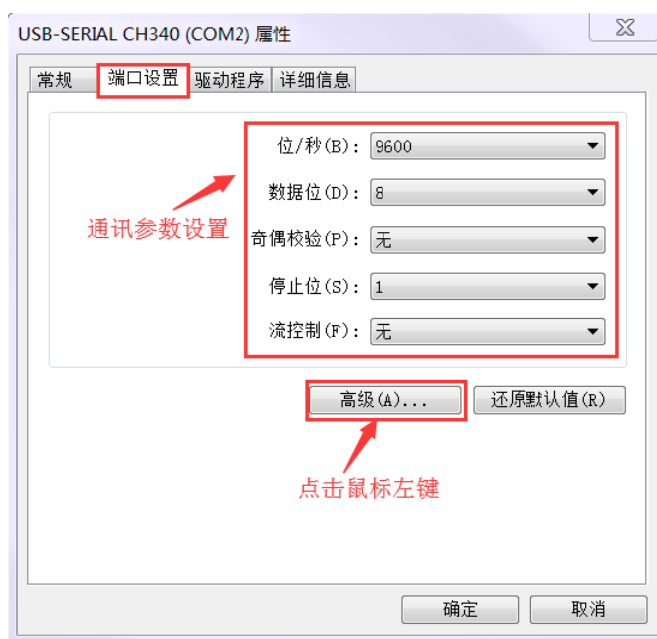 USB-SERIAL CH340 (COM2) 属性
常规 端口设置 驱动程序 详细信息
位/秒(B): 9600
数据位(D): 8
通讯参数设置
奇偶校验(P): 无
停止位(S): 1
流控制(F): 无
高级(A)... 还原默认值(R)
点击鼠标左键
确定 取消